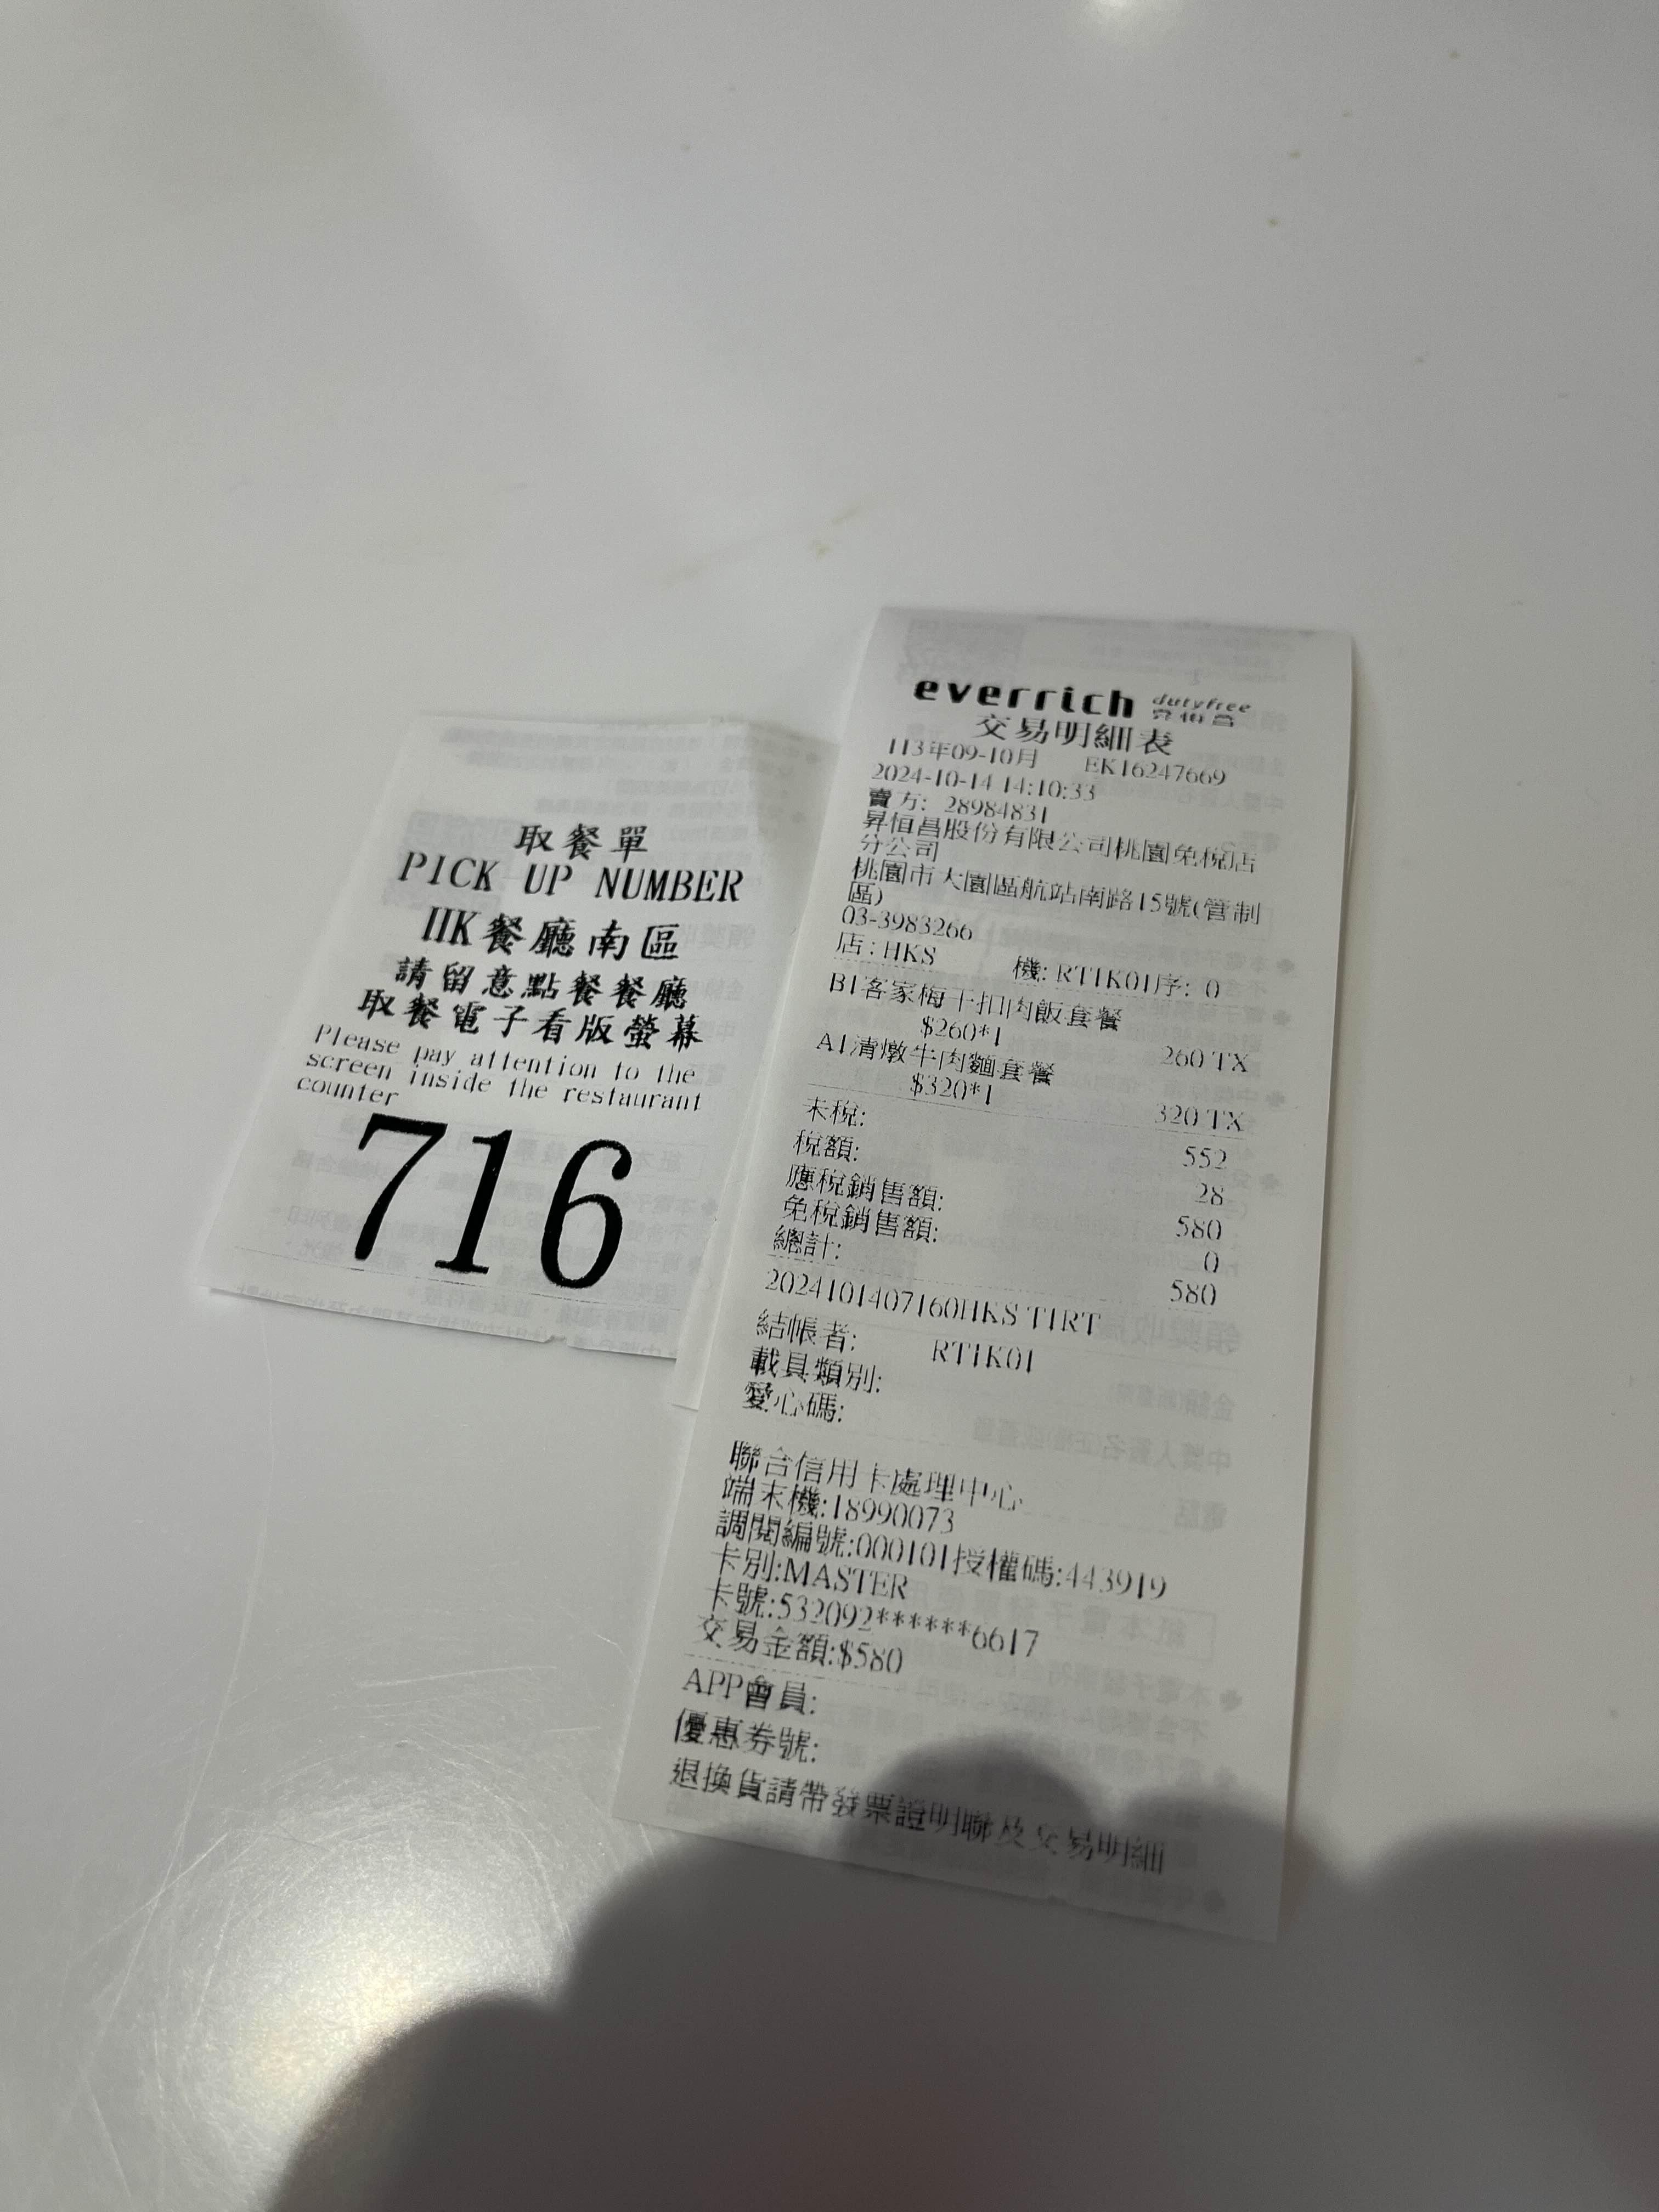 取餐單
PICK UP NUMBER
HK餐廳南區
請留意點餐餐廳
取餐電子看版螢幕
Please pay attention to the
screen inside the restaurant
counter
716
everrich dutyfree
昇恆昌
交易明細表
113年09-10月 EK16247669
2024-10-14 14:10:33
賣方: 28984831
昇恒昌股份有限公司桃園免稅店
分公司
桃園市大園區航站南路15號(管制
區)
03-3983266
店:HKS 機:RT1K01序: 0
B1客家梅干扣肉飯套餐
$260*1 260 TX
A1清燉牛肉麵套餐
$320*1 320 TX
未稅: 552
稅額: 28
應稅銷售額: 580
免稅銷售額: 0
總計: 580
2024101407160HKS T1RT
結帳者: RT1K01
載具類別:
愛心碼:
聯合信用卡處理中心
端末機:18990073
調閱編號:000101授權碼:443919
卡別:MASTER
卡號:532092******6617
交易金額:$580
APP會員:
優惠券號:
退換貨請帶發票證明聯及交易明細